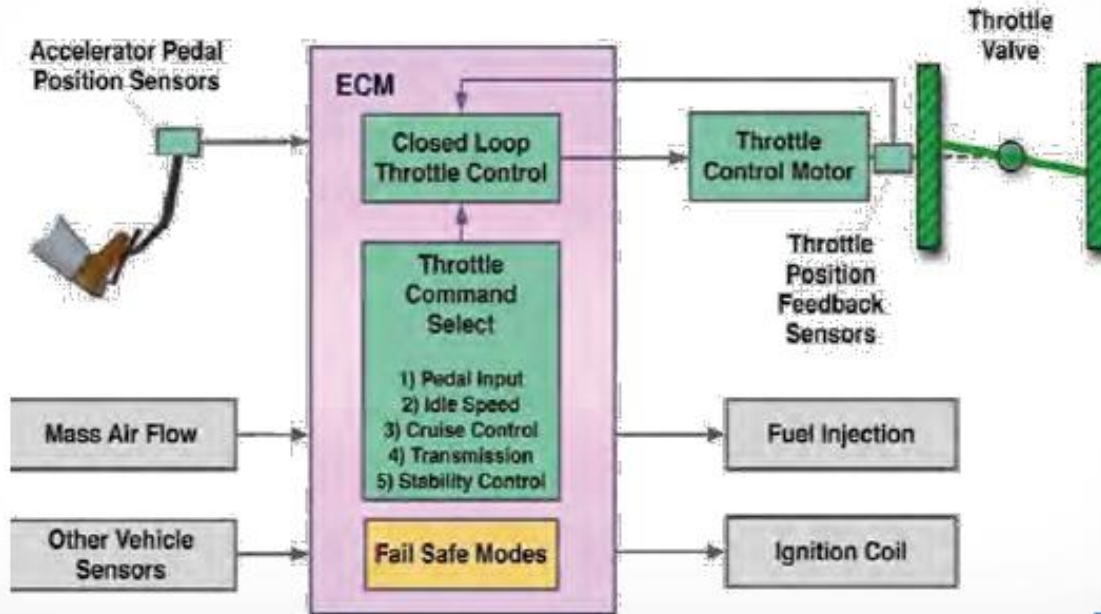 Accelerator Pedal
Position Sensors
ECM
Closed Loop
Throttle Control
Throttle
Command
Select
1) Pedal Input
2) Idle Speed
3) Cruise Control
4) Transmission
5) Stability Control
Fail Safe Modes
Mass Air Flow
Other Vehicle
Sensors
Throttle
Control Motor
Throttle
Valve
Throttle
Position
Feedback
Sensors
Fuel Injection
Ignition Coil